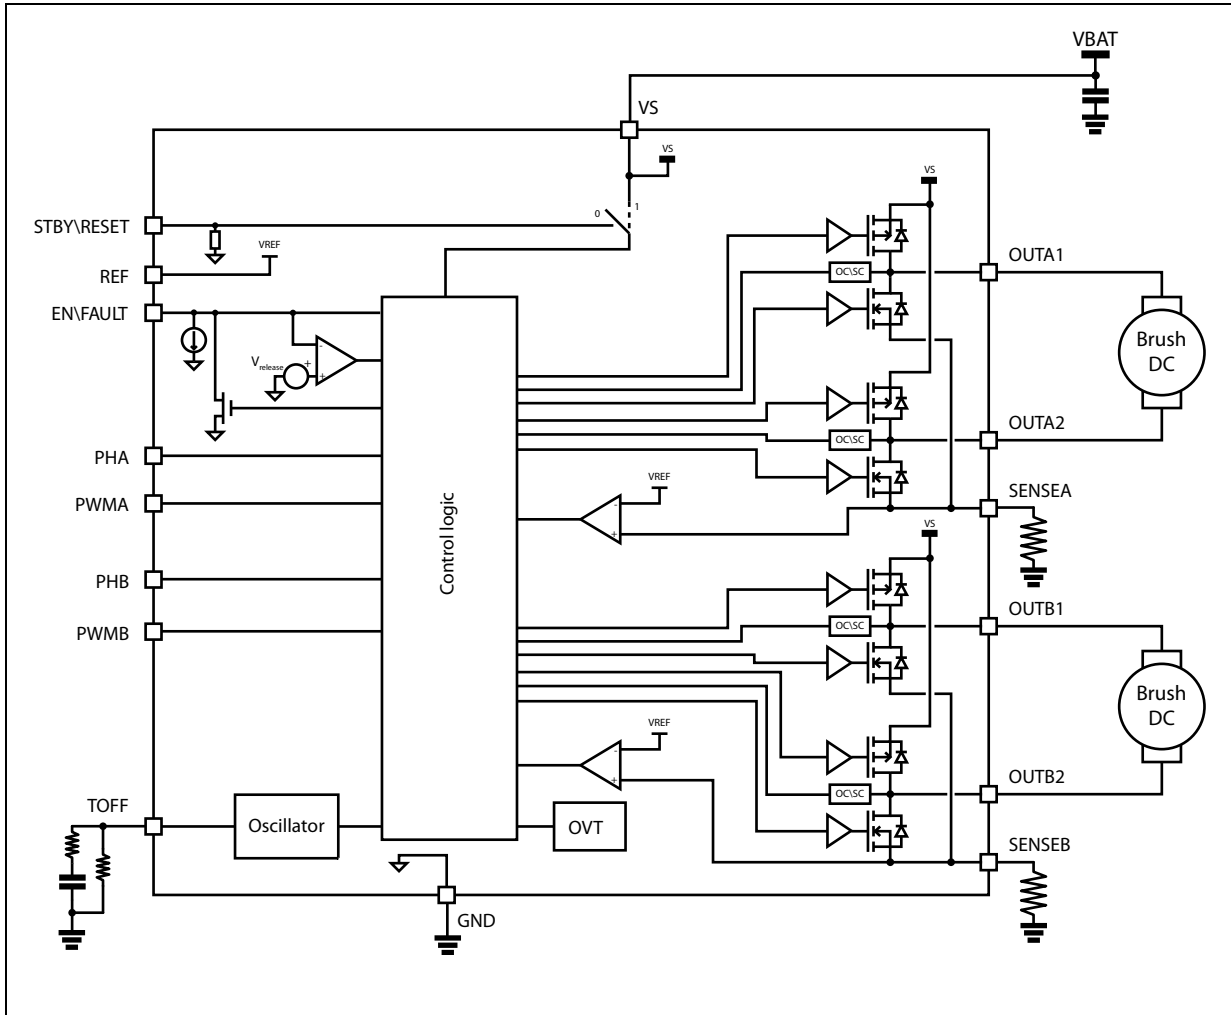 VBAT
VS
VS
STBY\RESET
0
1
VS
VREF
REF
OUTA1
OC\SC
EN\FAULT
Brush
DC
-
+
Vrelease
+
OUTA2
OC\SC
PHA
VREF
SENSEA
PWMA
-
+
Control logic
VS
PHB
OUTB1
OC\SC
PWMB
Brush
DC
VREF
-
+
OUTB2
OC\SC
TOFF
Oscillator
OVT
SENSEB
GND